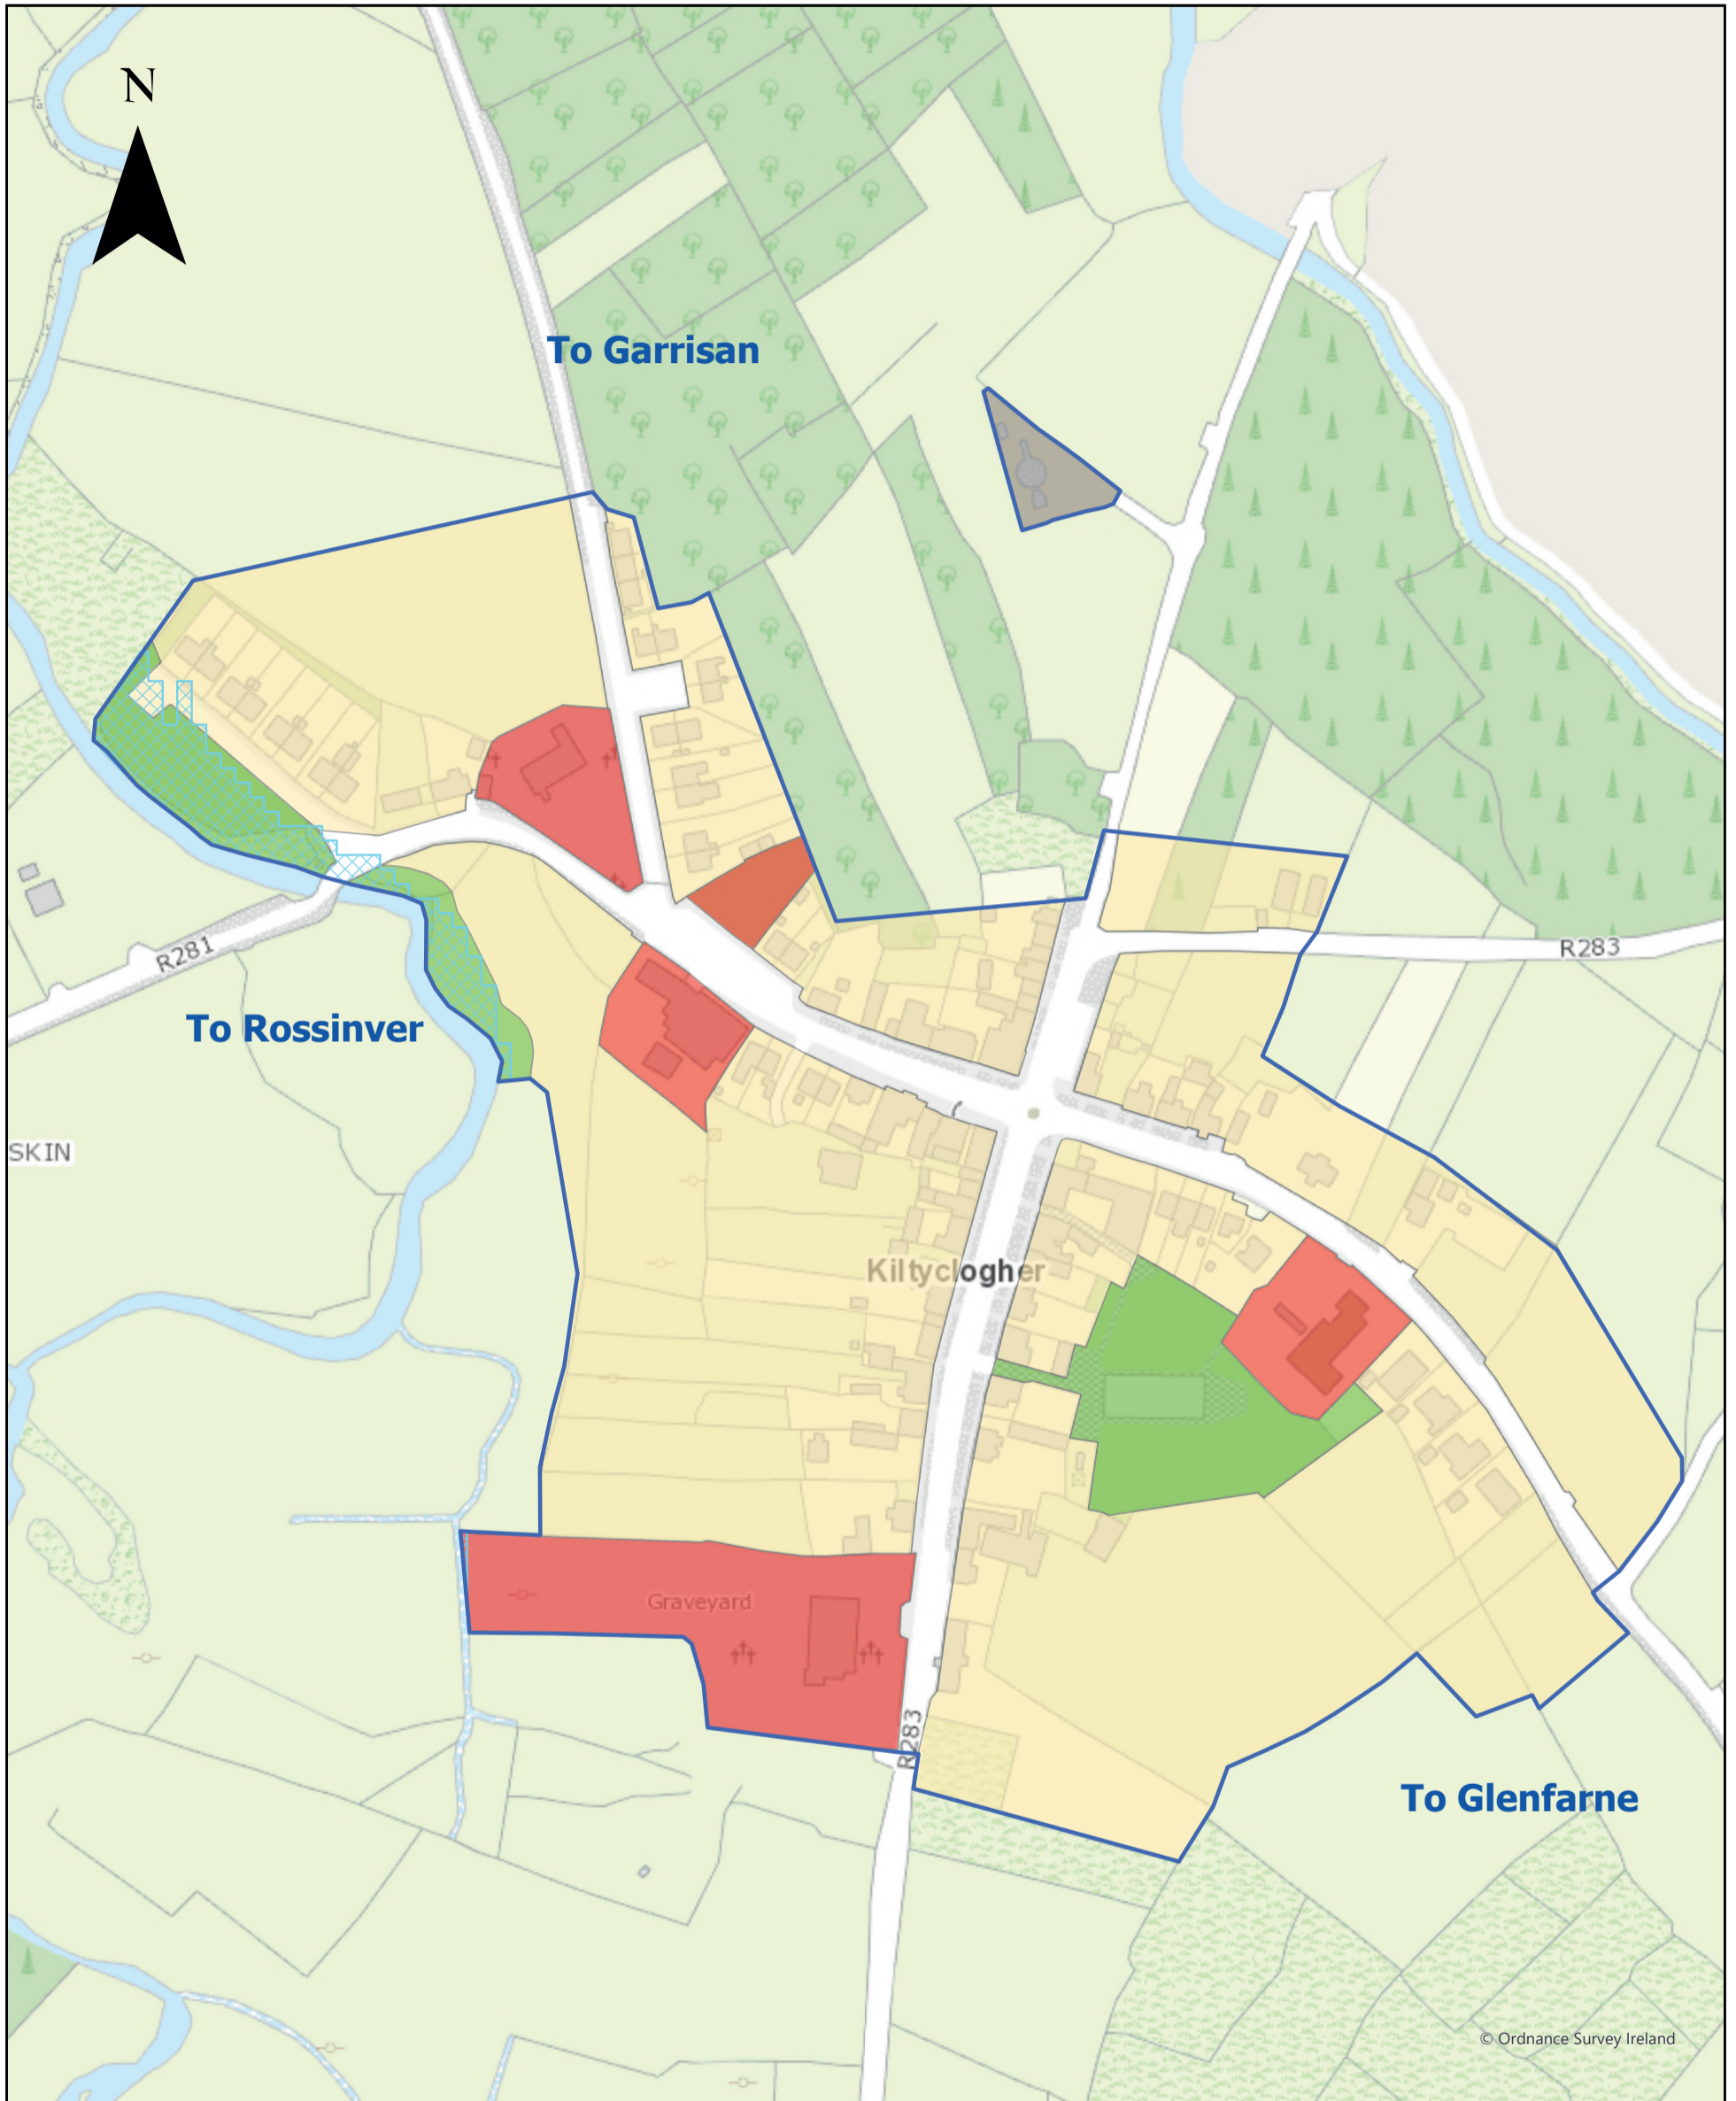 N
To Garrisan
R281
R283
To Rossinver
SKIN
Kiltyclogher
Graveyard
R283
To Glenfarne
© Ordnance Survey Ireland